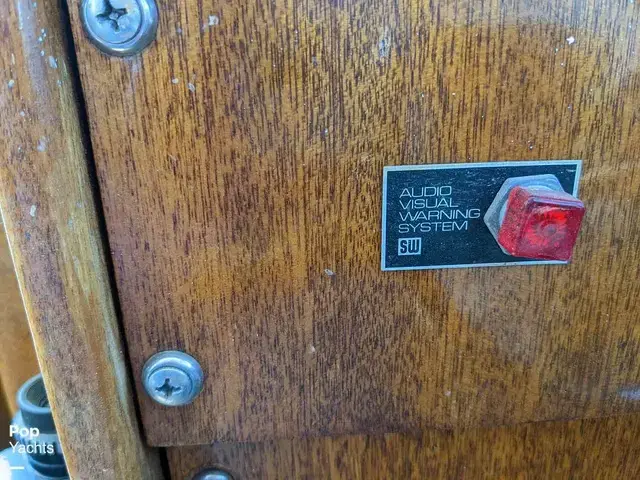 AUDIO
VISUAL
WARNING
SYSTEM
SW
Pop
Yachts